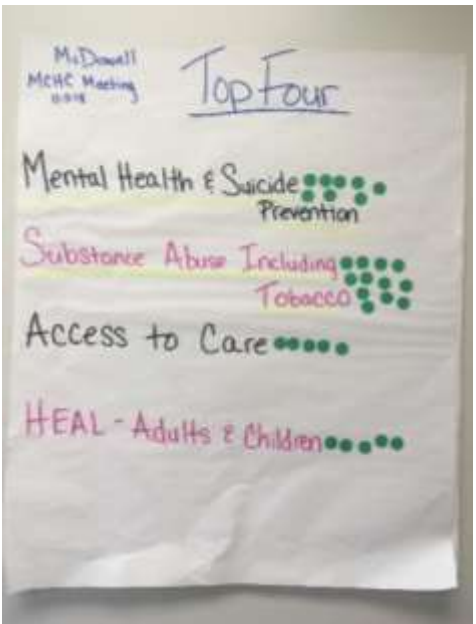 McDowell
MCHC Meeting
Top Four
Mental Health & Suicide
Prevention
Substance Abuse Including
Tobacco
Access to Care
HEAL - Adults & Children